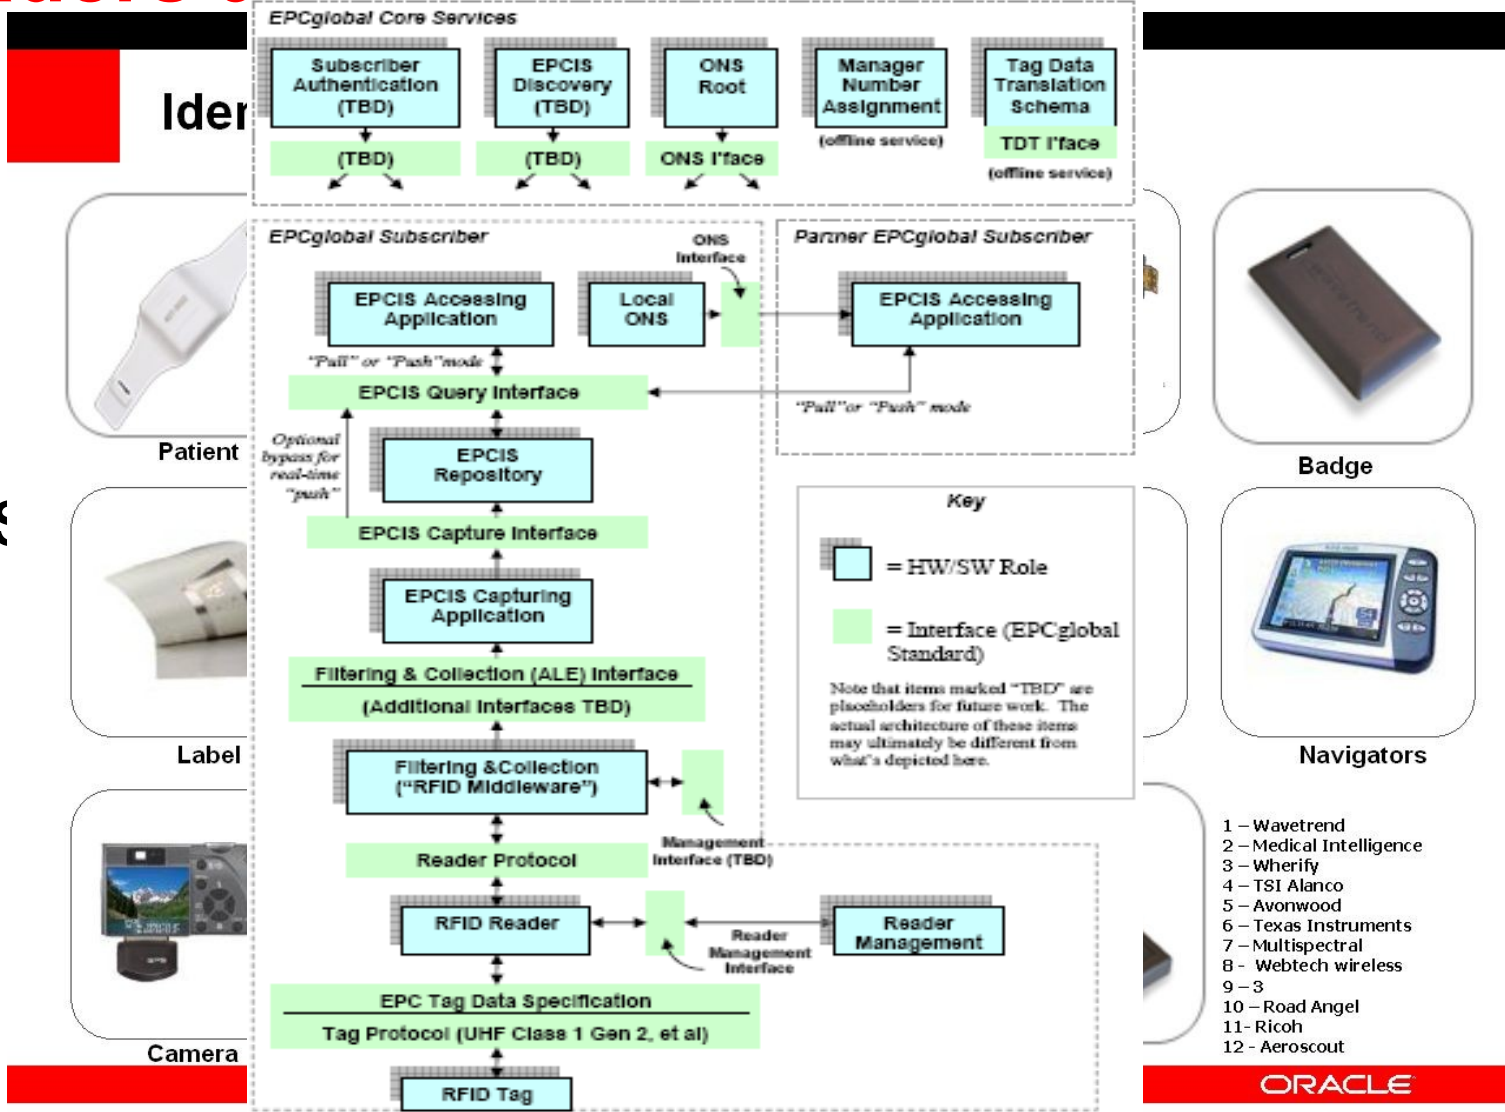 Iden
EPCglobal Core Services
Subscriber
Authentication
(TBD)
EPCIS
Discovery
(TBD)
ONS
Root
Manager
Number
Assignment
Tag Data
Translation
Schema
(TBD)
(TBD)
ONS I'face
(offline service)
TDT I'face
(offline service)
EPCglobal Subscriber
ONS
Interface
Partner EPCglobal Subscriber
EPCIS Accessing
Application
Local
ONS
EPCIS Accessing
Application
"Pull" or "Push"mode
EPCIS Query Interface
"Pull"or "Push" mode
Optional
bypass for
real-time
"push"
EPCIS
Repository
EPCIS Capture Interface
EPCIS Capturing
Application
Filtering & Collection (ALE) Interface
(Additional Interfaces TBD)
Filtering &Collection
("RFID Middleware")
Management
Interface (TBD)
Reader Protocol
RFID Reader
Reader
Management
Interface
Reader
Management
EPC Tag Data Specification
Tag Protocol (UHF Class 1 Gen 2, et al)
RFID Tag
Key
= HW/SW Role
= Interface (EPCglobal
Standard)
Note that items marked "TBD" are
placeholders for future work. The
actual architecture of these items
may ultimately be different from
what's depicted here.
Patient
Label
Camera
Badge
Navigators
1 – Wavetrend
2 – Medical Intelligence
3 – Wherify
4 – TSI Alanco
5 – Avonwood
6 – Texas Instruments
7 – Multispectral
8 - Webtech wireless
9 – 3
10 – Road Angel
11- Ricoh
12 - Aeroscout
ORACLE